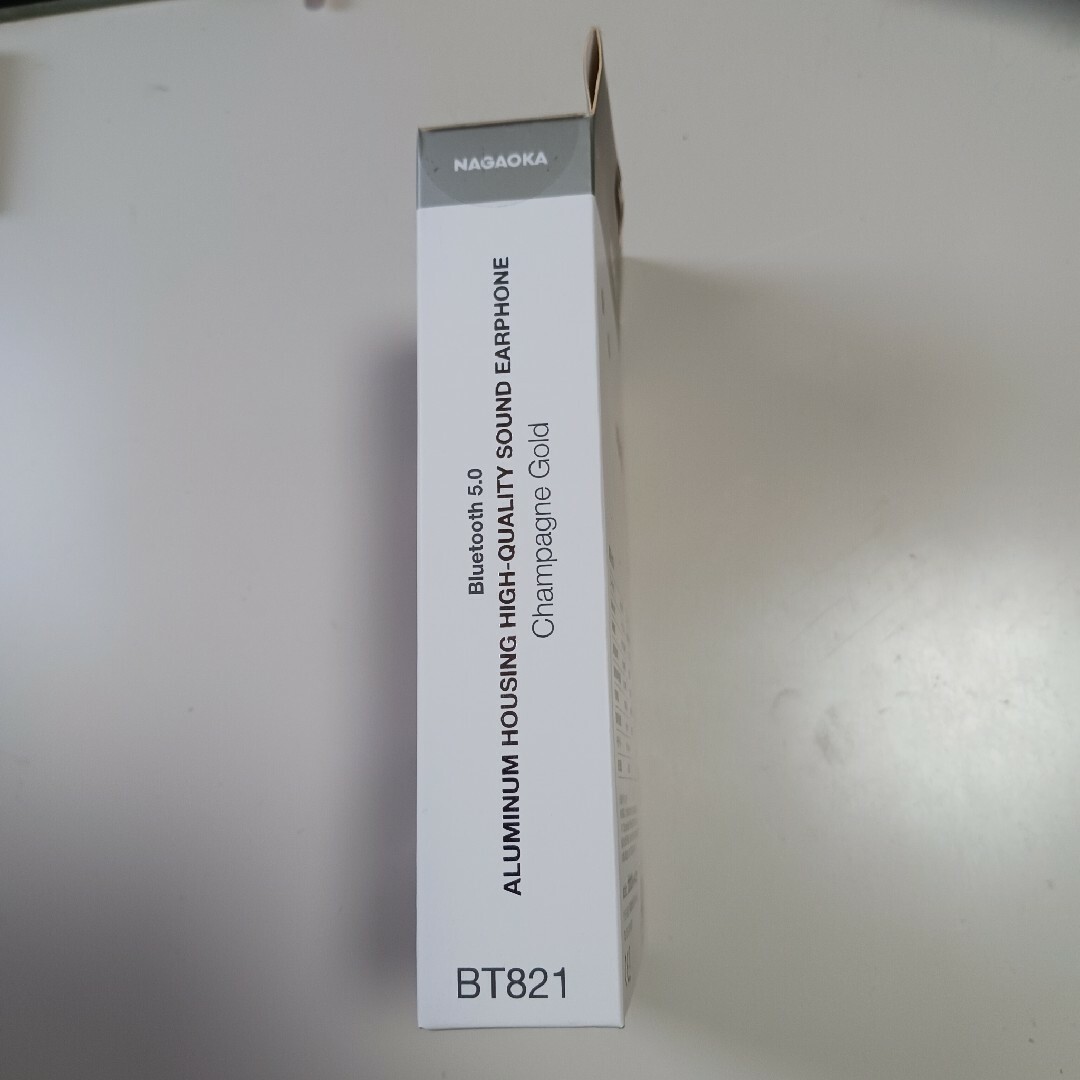 NAGAOKA
Bluetooth 5.0
ALUMINUM HOUSING HIGH-QUALITY SOUND EARPHONE
Champagne Gold
BT821